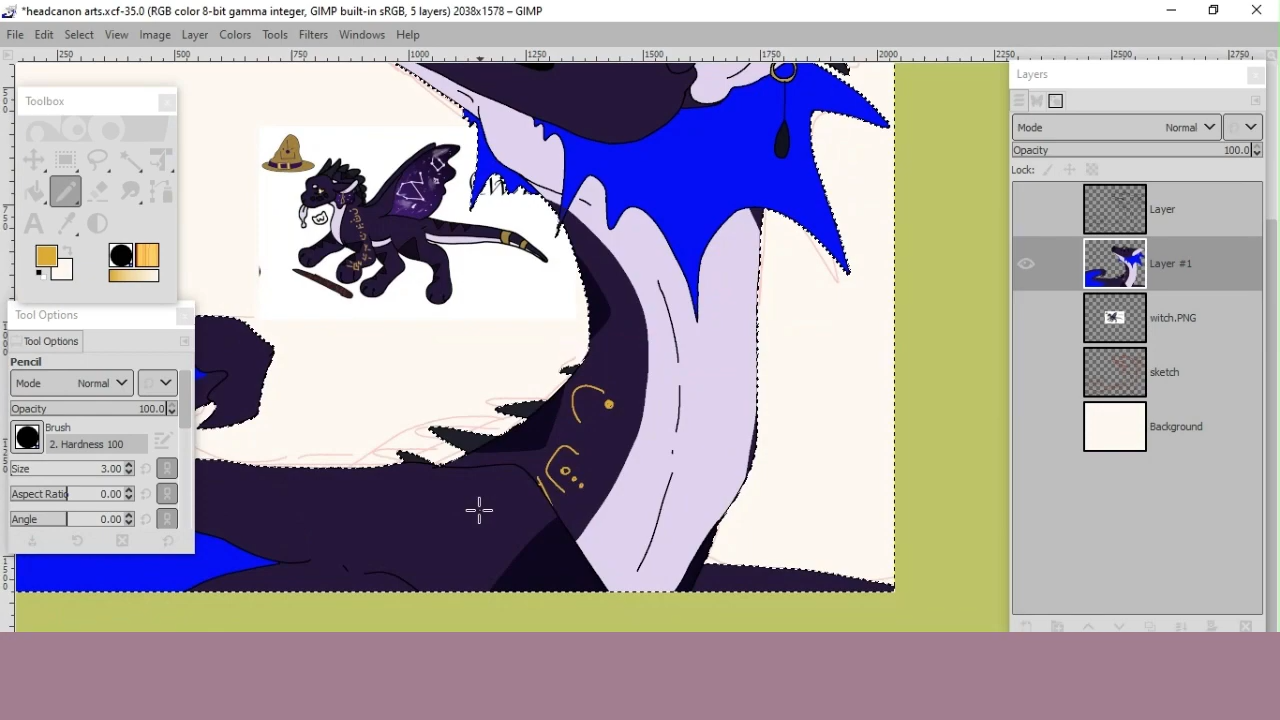 *headcanon arts.xcf-35.0 (RGB color 8-bit gamma integer, GIMP built-in sRGB, 5 layers) 2038x1578 – GIMP
File Edit Select View Image Layer Colors Tools Filters Windows Help
250 500 750 1000 1250 1500 1750 2000 2250 2500 2750
Toolbox
Tool Options
Tool Options
Pencil
Mode Normal
Opacity 100.0
Brush
2. Hardness 100
Size 3.00
Aspect Ratio 0.00
Angle 0.00
Layers
Mode Normal
Opacity 100.0
Lock:
Layer
Layer #1
witch.PNG
sketch
Background